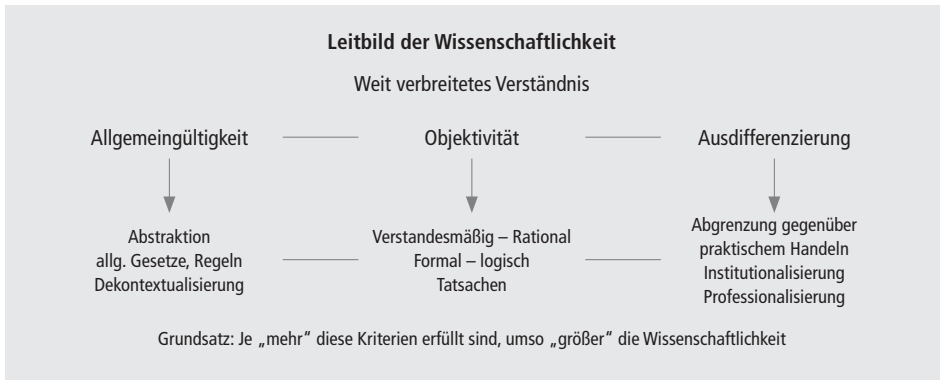 Leitbild der Wissenschaftlichkeit
Weit verbreitetes Verständnis
Allgemeingültigkeit
Objektivität
Ausdifferenzierung
Abstraktion
allg. Gesetze, Regeln
Dekontextualisierung
Verstandesmäßig – Rational
Formal – logisch
Tatsachen
Abgrenzung gegenüber
praktischem Handeln
Institutionalisierung
Professionalisierung
Grundsatz: Je „mehr“ diese Kriterien erfüllt sind, umso „größer“ die Wissenschaftlichkeit